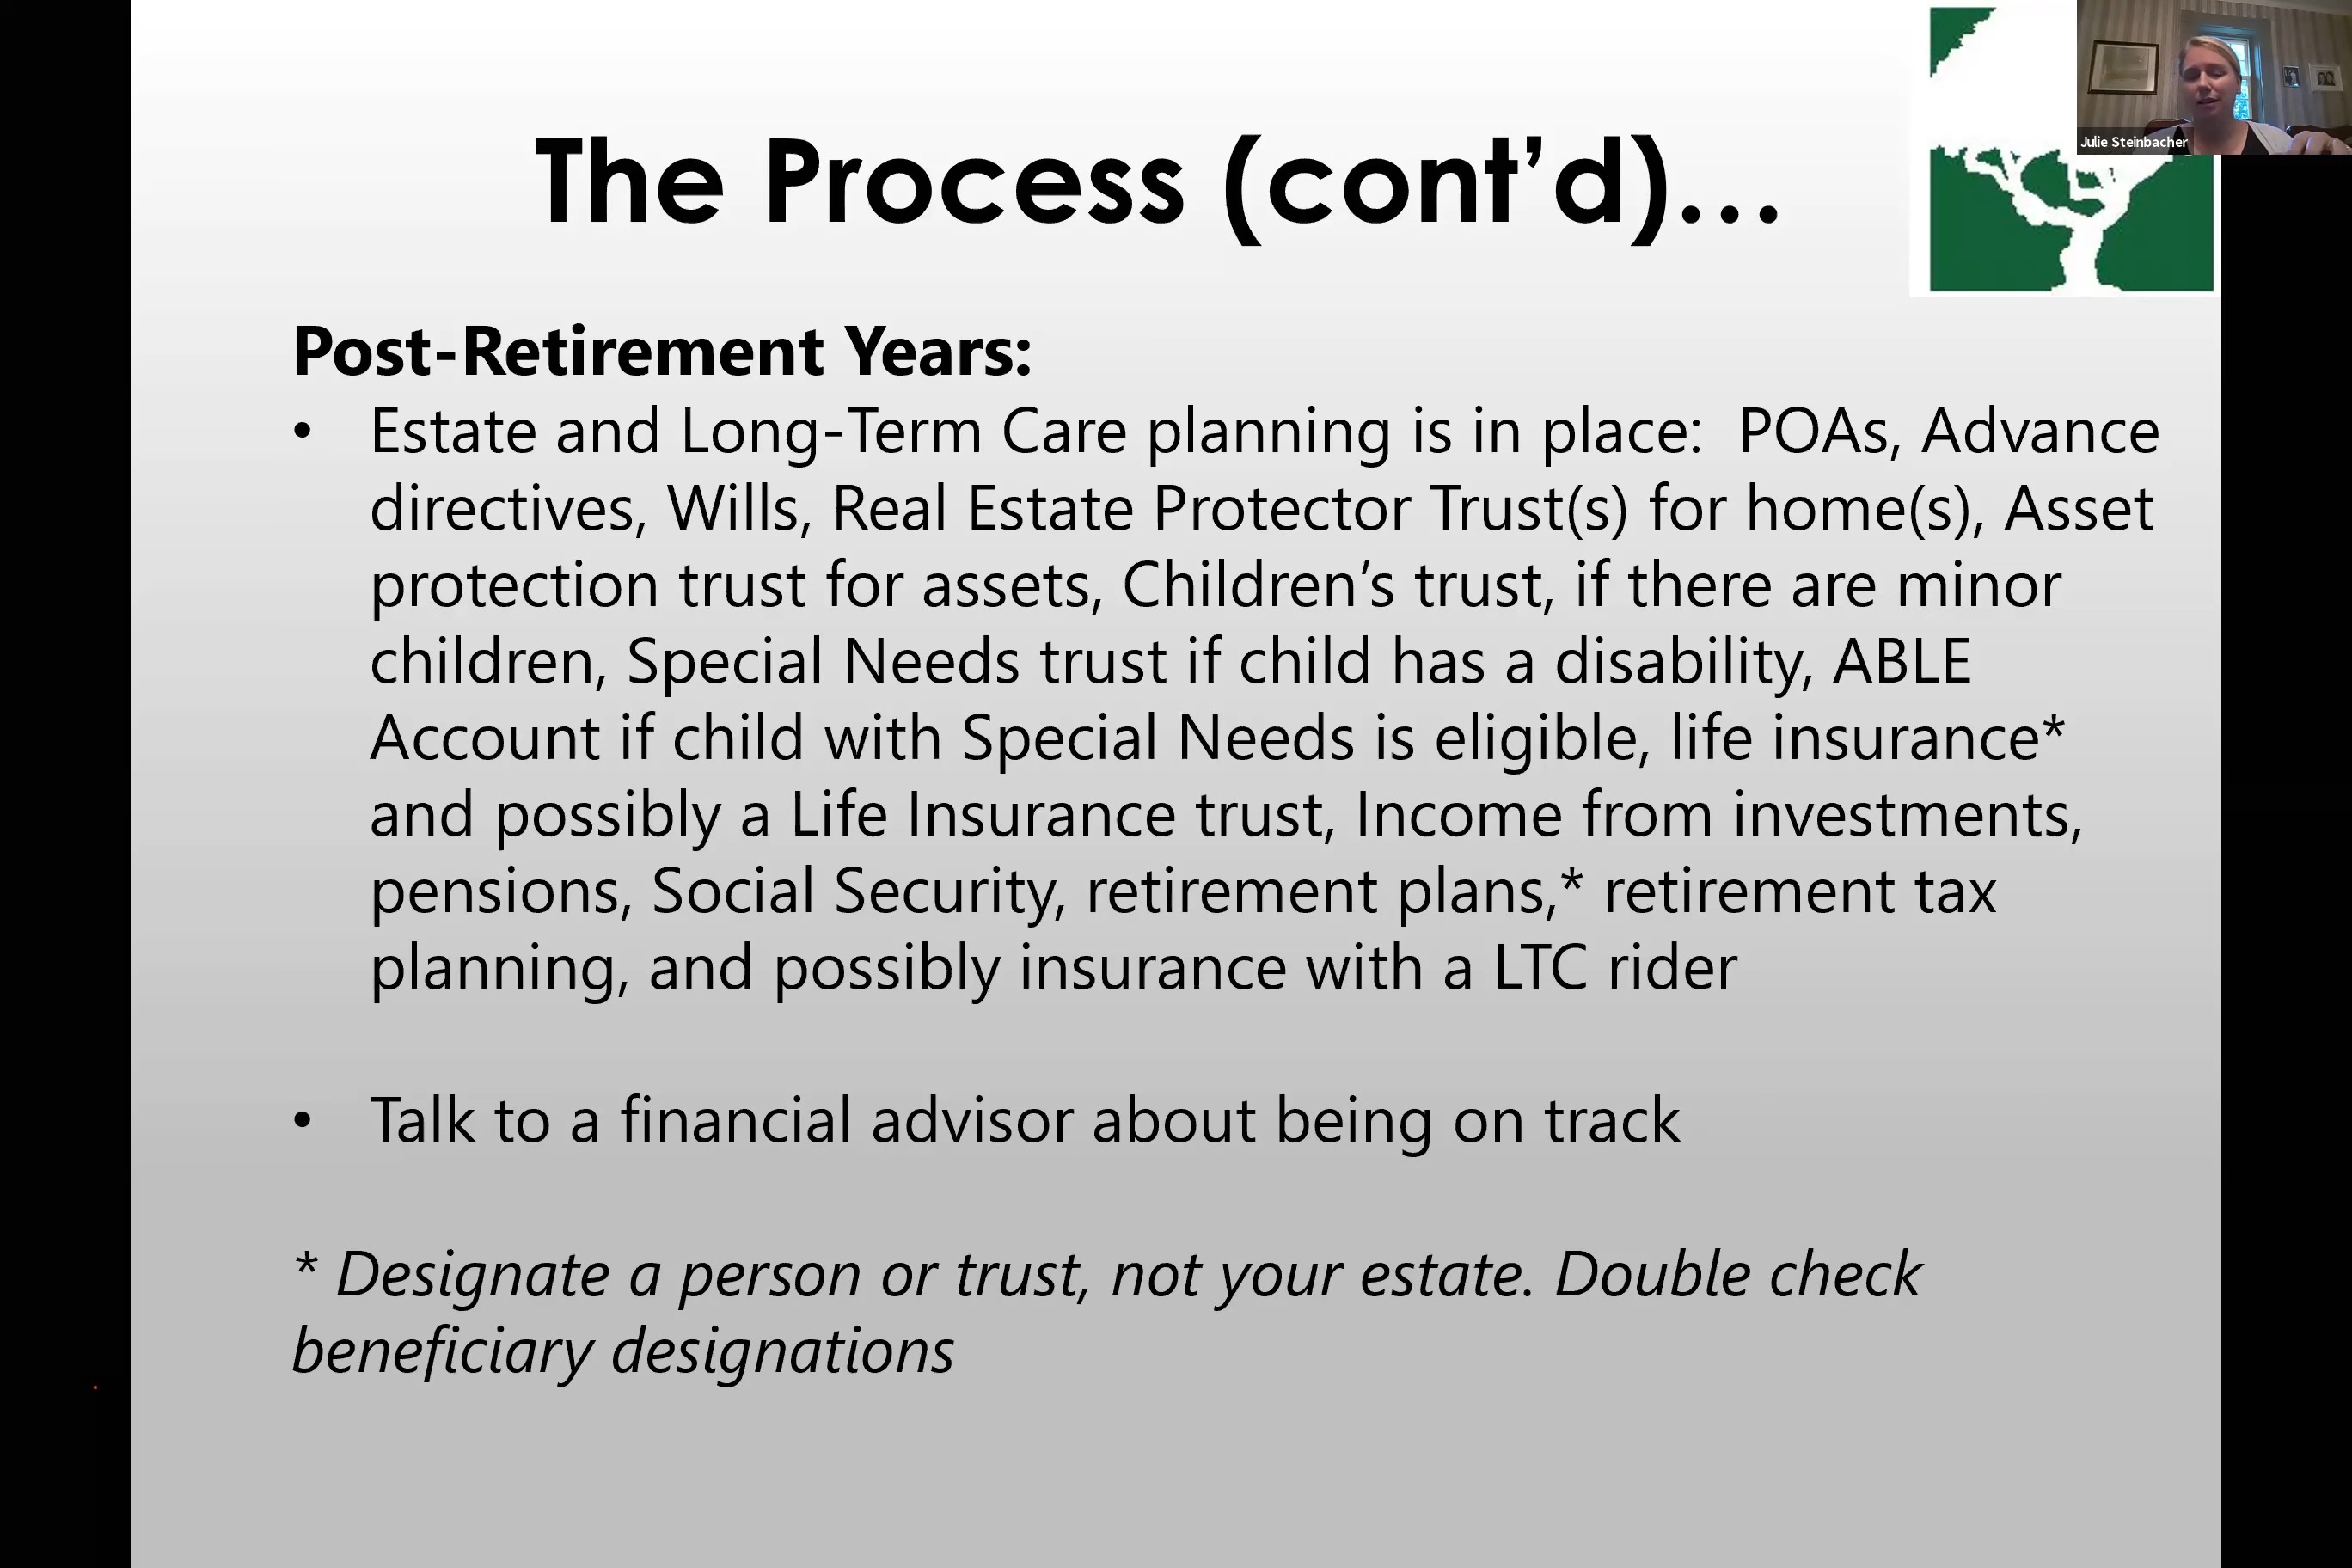 The Process (cont’d)…
Julie Steinbacher
Post-Retirement Years:
• Estate and Long-Term Care planning is in place:  POAs, Advance
directives, Wills, Real Estate Protector Trust(s) for home(s), Asset
protection trust for assets, Children’s trust, if there are minor
children, Special Needs trust if child has a disability, ABLE
Account if child with Special Needs is eligible, life insurance*
and possibly a Life Insurance trust, Income from investments,
pensions, Social Security, retirement plans,* retirement tax
planning, and possibly insurance with a LTC rider
• Talk to a financial advisor about being on track
* Designate a person or trust, not your estate. Double check
beneficiary designations